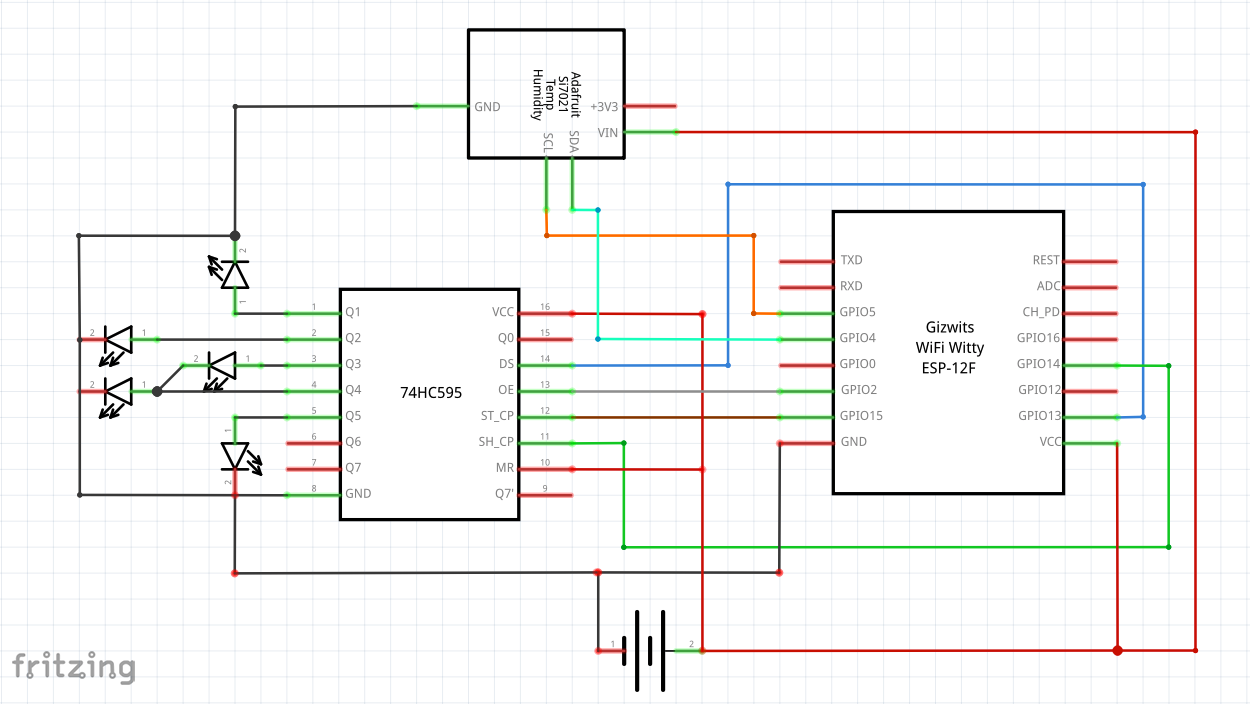 Adafruit
Si7021
Temp
Humidity
GND
+3V3
VIN
SCL
SDA
2
1
2
1
2
1
2
1
1
2
74HC595
1 Q1
2 Q2
3 Q3
4 Q4
5 Q5
6 Q6
7 Q7
8 GND
VCC 16
Q0 15
DS 14
OE 13
ST_CP 12
SH_CP 11
MR 10
Q7' 9
Gizwits
WiFi Witty
ESP-12F
TXD
RXD
GPIO5
GPIO4
GPIO0
GPIO2
GPIO15
GND
REST
ADC
CH_PD
GPIO16
GPIO14
GPIO12
GPIO13
VCC
1
2
fritzing